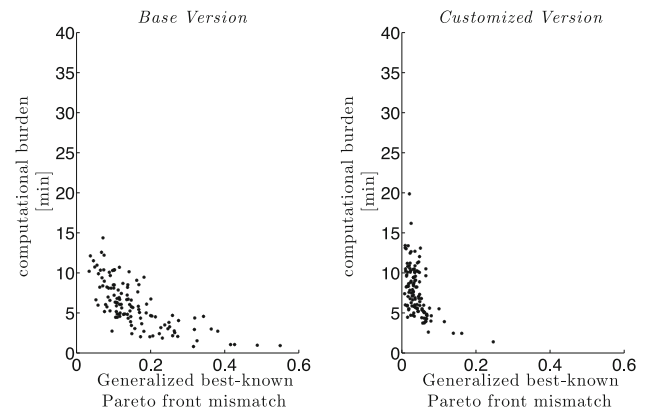 Base Version
40
35
30
25
20
15
10
5
0
computational burden
[min]
0 0.2 0.4 0.6
Generalized best-known
Pareto front mismatch
Customized Version
40
35
30
25
20
15
10
5
0
computational burden
[min]
0 0.2 0.4 0.6
Generalized best-known
Pareto front mismatch